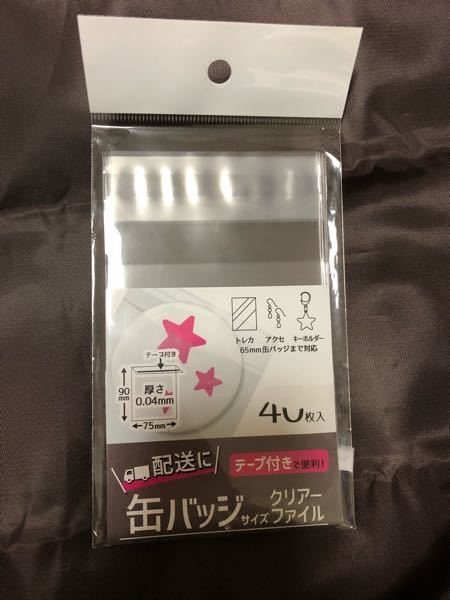 トレカ アクセ キーホルダー
65mm缶バッジまで対応
テープ付き
厚さ
0.04mm
90mm
75mm
40枚入
配送に
テープ付きで便利!
缶バッジサイズクリアーファイル